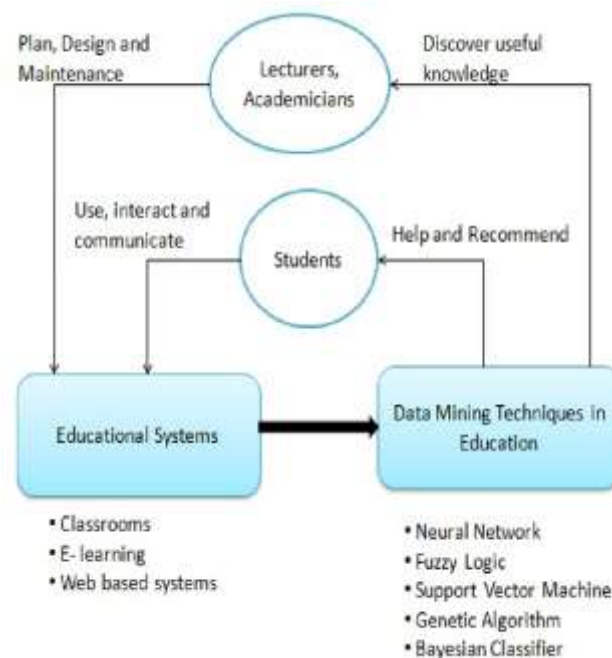 Plan, Design and
Maintenance
Lecturers,
Academicians
Discover useful
knowledge
Use, interact and
communicate
Students
Help and Recommend
Educational Systems
Data Mining Techniques in
Education
• Classrooms
• E- learning
• Web based systems
• Neural Network
• Fuzzy Logic
• Support Vector Machine
• Genetic Algorithm
• Bayesian Classifier